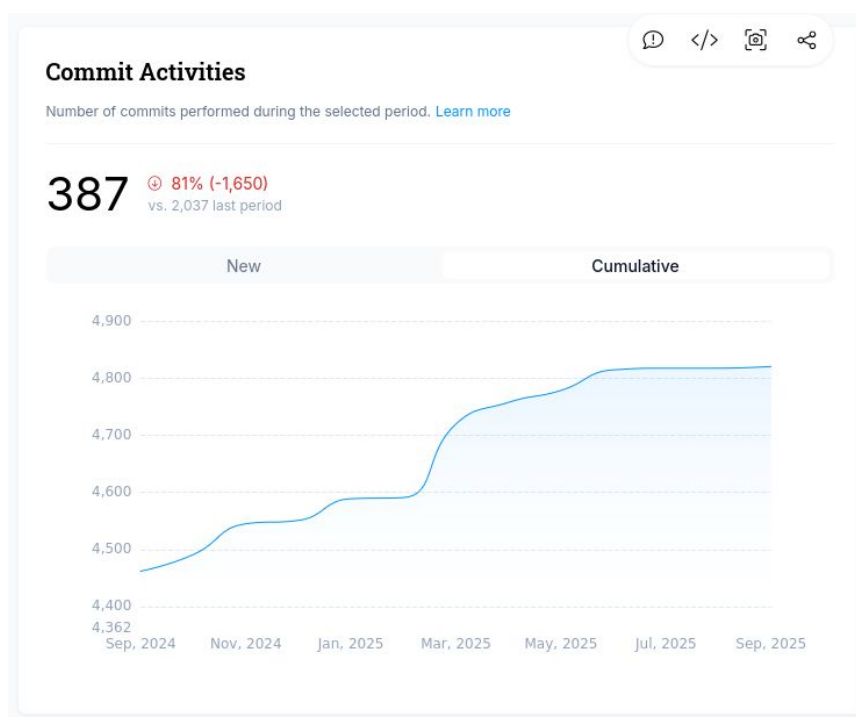 Commit Activities
Number of commits performed during the selected period. Learn more
387
81% (-1,650)
vs. 2,037 last period
New Cumulative
4,900
4,800
4,700
4,600
4,500
4,400
4,362
Sep, 2024 Nov, 2024 Jan, 2025 Mar, 2025 May, 2025 Jul, 2025 Sep, 2025